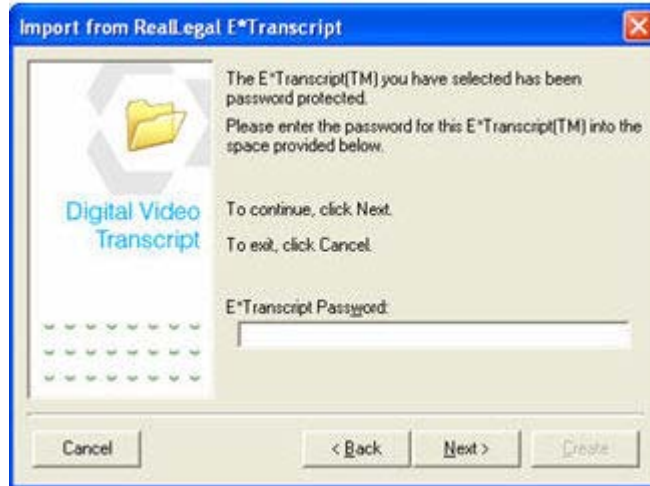 Import from RealLegal E*Transcript
The E*Transcript(TM) you have selected has been
password protected.
Please enter the password for this E*Transcript(TM) into the
space provided below.
Digital Video
Transcript
To continue, click Next.
To exit, click Cancel.
E*Transcript Password:
Cancel
< Back
Next >
Create